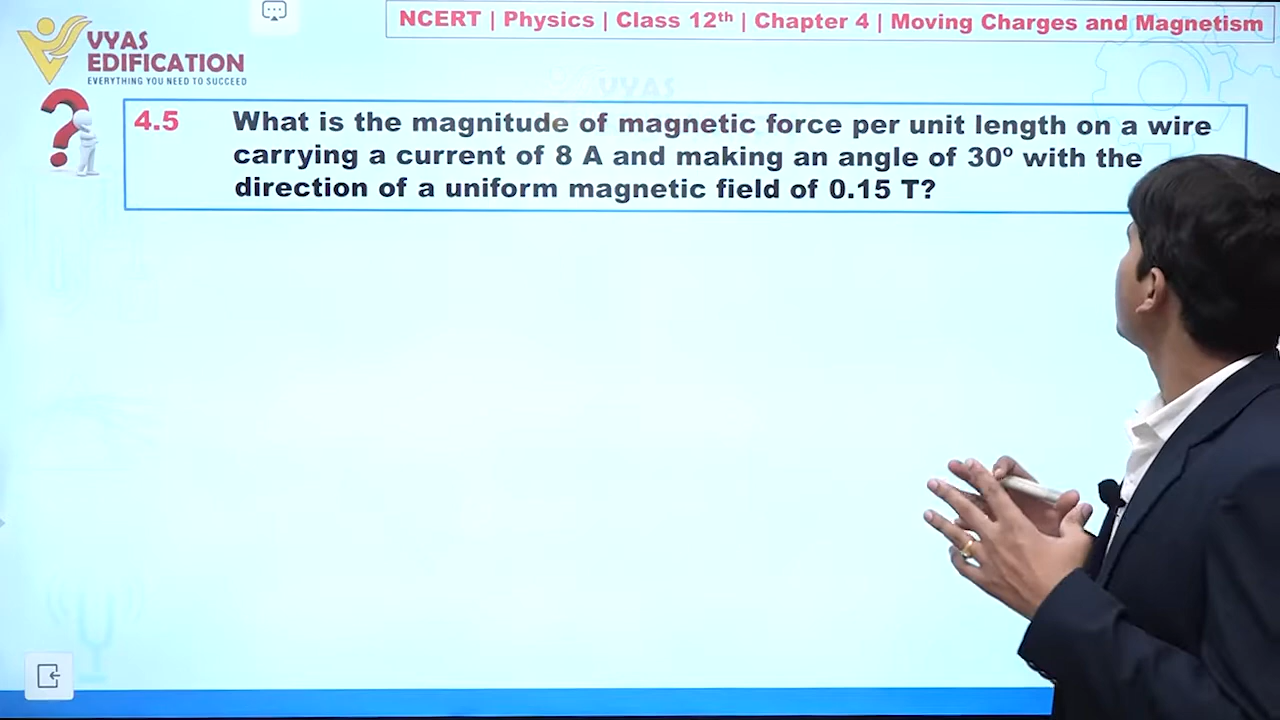 NCERT | Physics | Class 12th | Chapter 4 | Moving Charges and Magnetism
VYAS
EDIFICATION
EVERYTHING YOU NEED TO SUCCEED
VYAS
4.5 What is the magnitude of magnetic force per unit length on a wire
carrying a current of 8 A and making an angle of 30º with the
direction of a uniform magnetic field of 0.15 T?